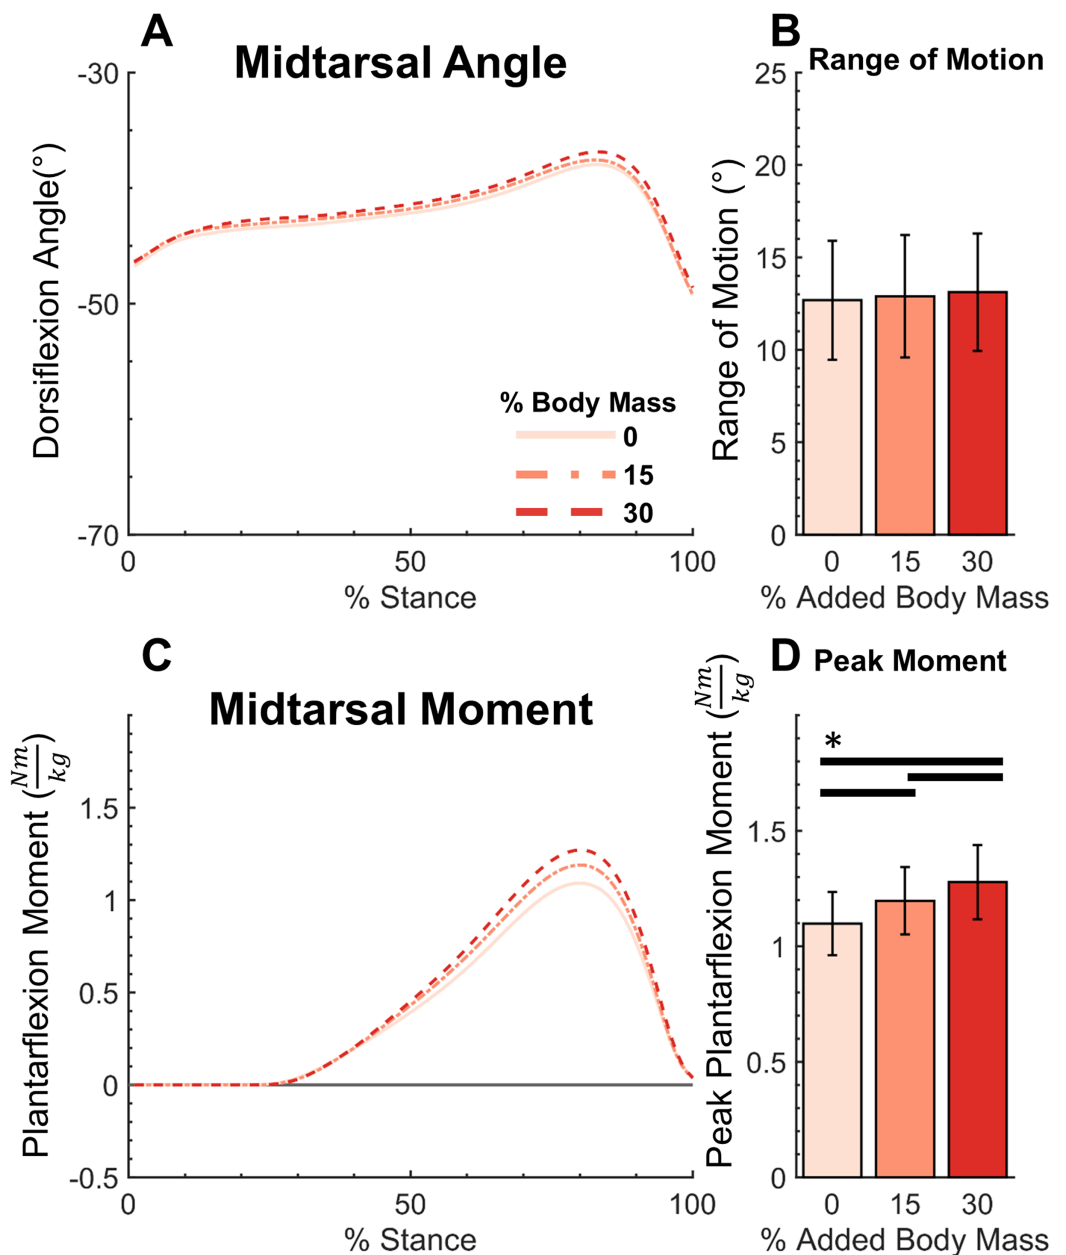 A
Midtarsal Angle
-30
-50
-70
Dorsiflexion Angle(°)
% Body Mass
0
15
30
0 50 100
% Stance
B
Range of Motion
25
20
15
10
5
0
Range of Motion (°)
0 15 30
% Added Body Mass
C
Midtarsal Moment
1.5
1
0.5
0
-0.5
Plantarflexion Moment (Nm/kg)
0 50 100
% Stance
D
Peak Moment
*
1.5
1
0.5
0
Peak Plantarflexion Moment (Nm/kg)
0 15 30
% Added Body Mass